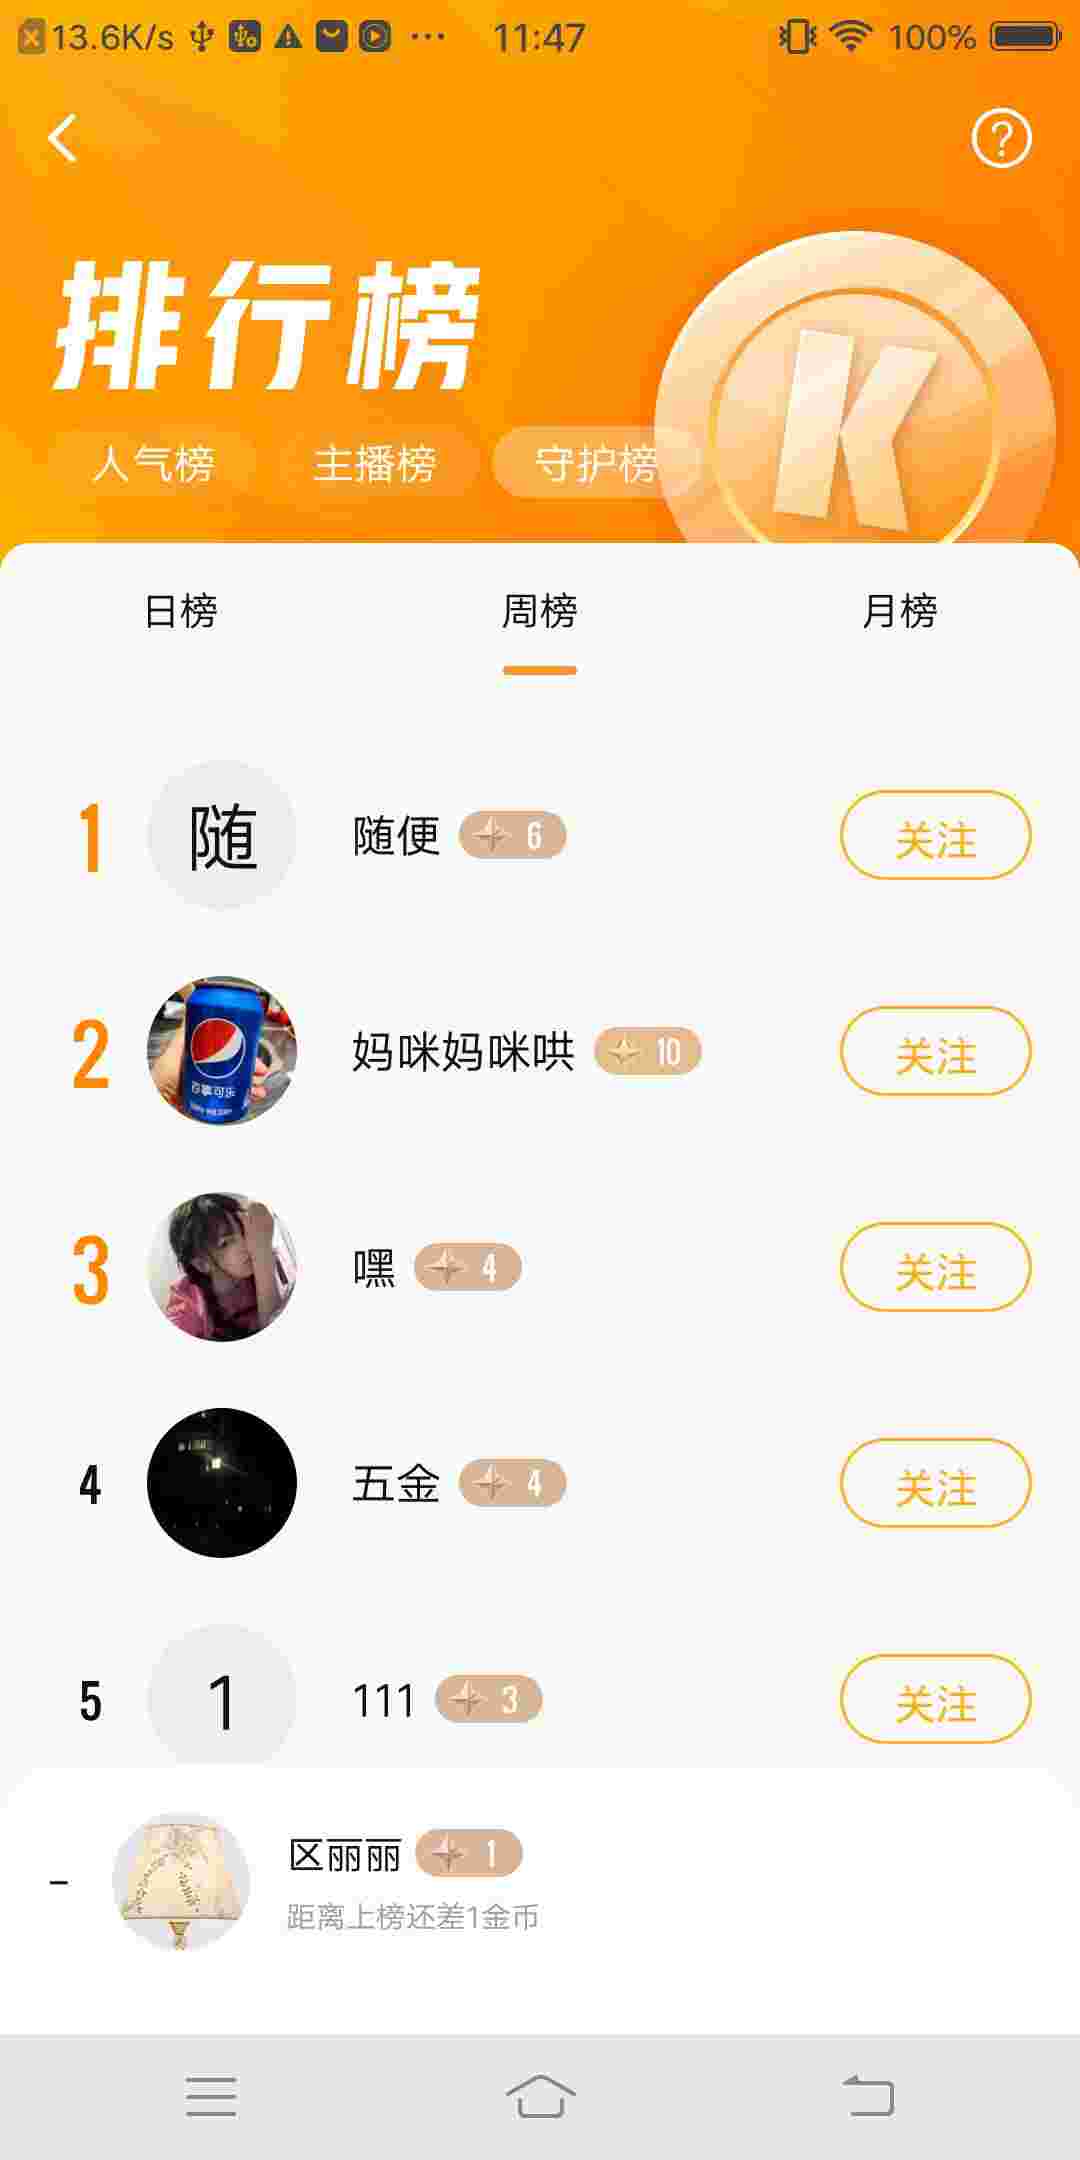 13.6K/s 11:47 100%
排行榜
K
人气榜 主播榜 守护榜
日榜 周榜 月榜
1 随 随便 6 关注
2 妈咪妈咪哄 10 关注
3 嘿 4 关注
4 五金 4 关注
5 1 111 3 关注
- 区丽丽 1
距离上榜还差1金币